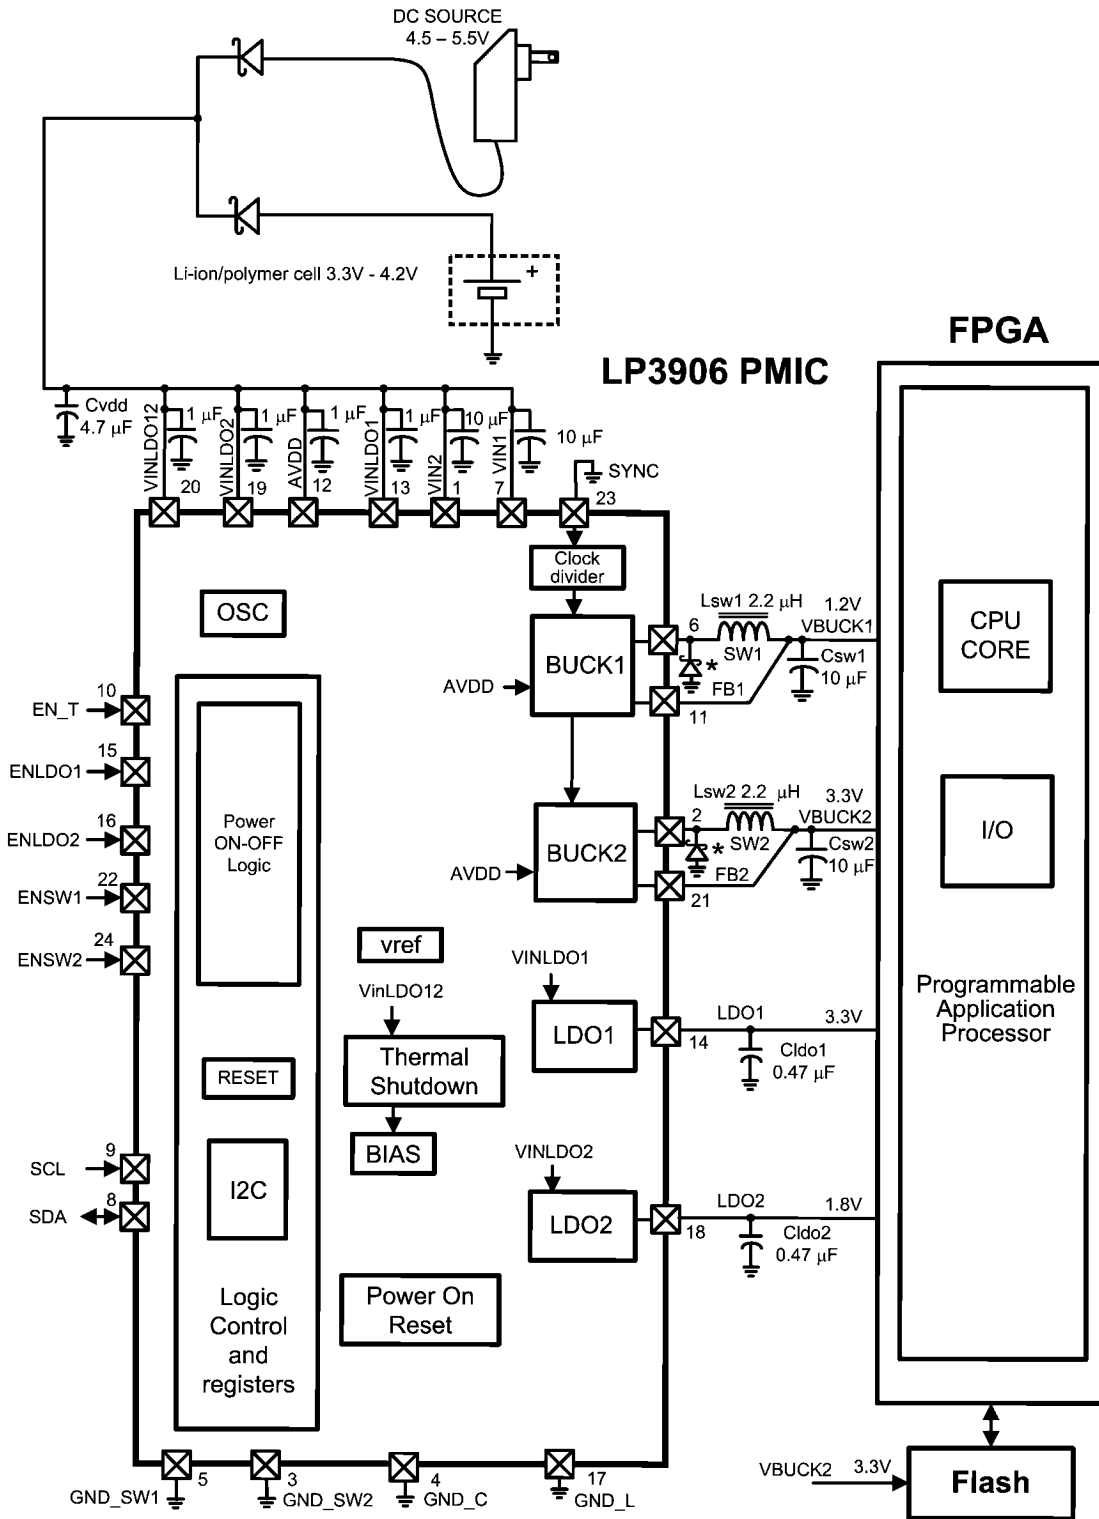 DC SOURCE
4.5 – 5.5V
Li-ion/polymer cell 3.3V - 4.2V
+
FPGA
LP3906 PMIC
Cvdd
4.7 µF
VINLDO12
1 µF
VINLDO2
1 µF
AVDD
1 µF
VINLDO1
1 µF
VIN2
10 µF
VIN1
10 µF
SYNC
20
19
12
13
1
7
23
Clock
divider
OSC
BUCK1
AVDD
6
Lsw1 2.2 µH
SW1
1.2V
VBUCK1
*
Csw1
10 µF
FB1
11
CPU
CORE
10
EN_T
15
ENLDO1
16
ENLDO2
22
ENSW1
24
ENSW2
Power
ON-OFF
Logic
BUCK2
AVDD
2
Lsw2 2.2 µH
SW2
3.3V
VBUCK2
*
Csw2
10 µF
FB2
21
I/O
vref
VinLDO12
Thermal
Shutdown
BIAS
VINLDO1
LDO1
14
LDO1
3.3V
Cldo1
0.47 µF
Programmable
Application
Processor
RESET
9
SCL
8
SDA
I2C
VINLDO2
LDO2
18
LDO2
1.8V
Cldo2
0.47 µF
Logic
Control
and
registers
Power On
Reset
5
GND_SW1
3
GND_SW2
4
GND_C
17
GND_L
VBUCK2
3.3V
Flash